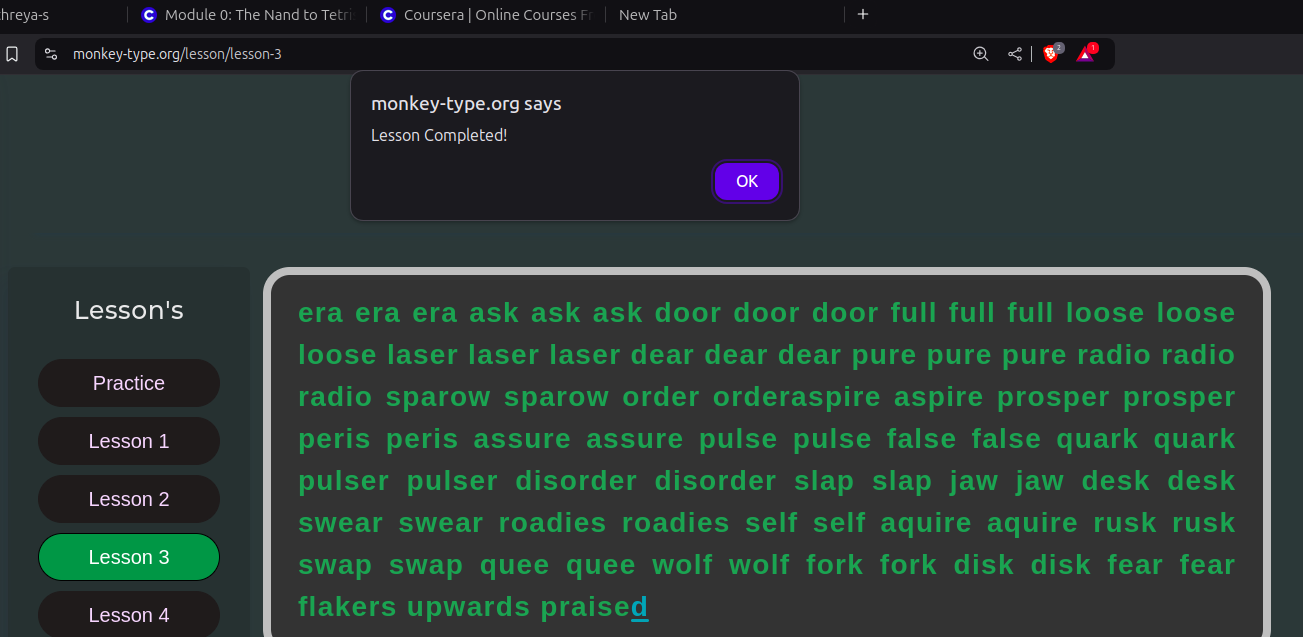 hreya-s
Module 0: The Nand to Tetris
Coursera | Online Courses Fr
New Tab
monkey-type.org/lesson/lesson-3
2
1
monkey-type.org says
Lesson Completed!
OK
Lesson's
Practice
Lesson 1
Lesson 2
Lesson 3
Lesson 4
era era era ask ask ask door door door full full full loose loose
loose laser laser laser dear dear dear pure pure pure radio radio
radio sparow sparow order orderaspire aspire prosper prosper
peris peris assure assure pulse pulse false false quark quark
pulser pulser disorder disorder slap slap jaw jaw desk desk
swear swear roadies roadies self self aquire aquire rusk rusk
swap swap quee quee wolf wolf fork fork disk disk fear fear
flakers upwards praised